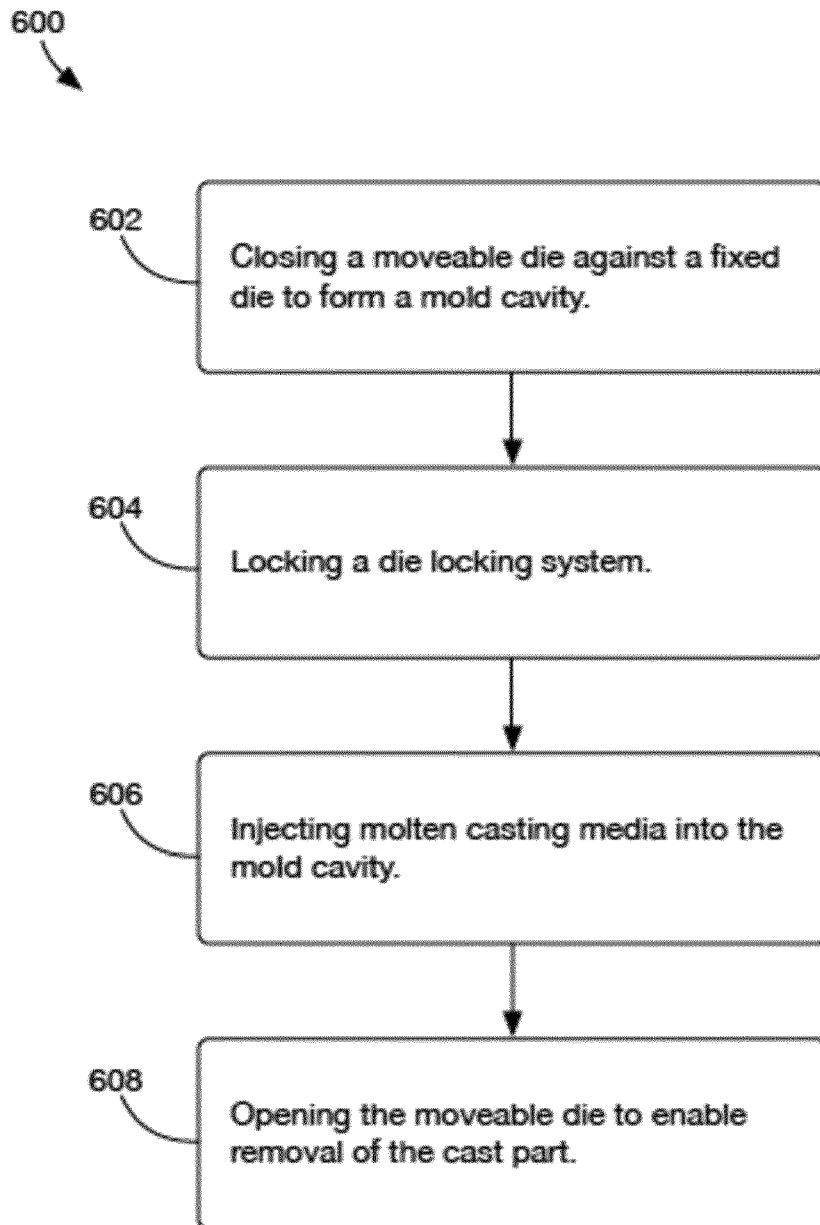 600
602
Closing a moveable die against a fixed
die to form a mold cavity.
604
Locking a die locking system.
606
Injecting molten casting media into the
mold cavity.
608
Opening the moveable die to enable
removal of the cast part.